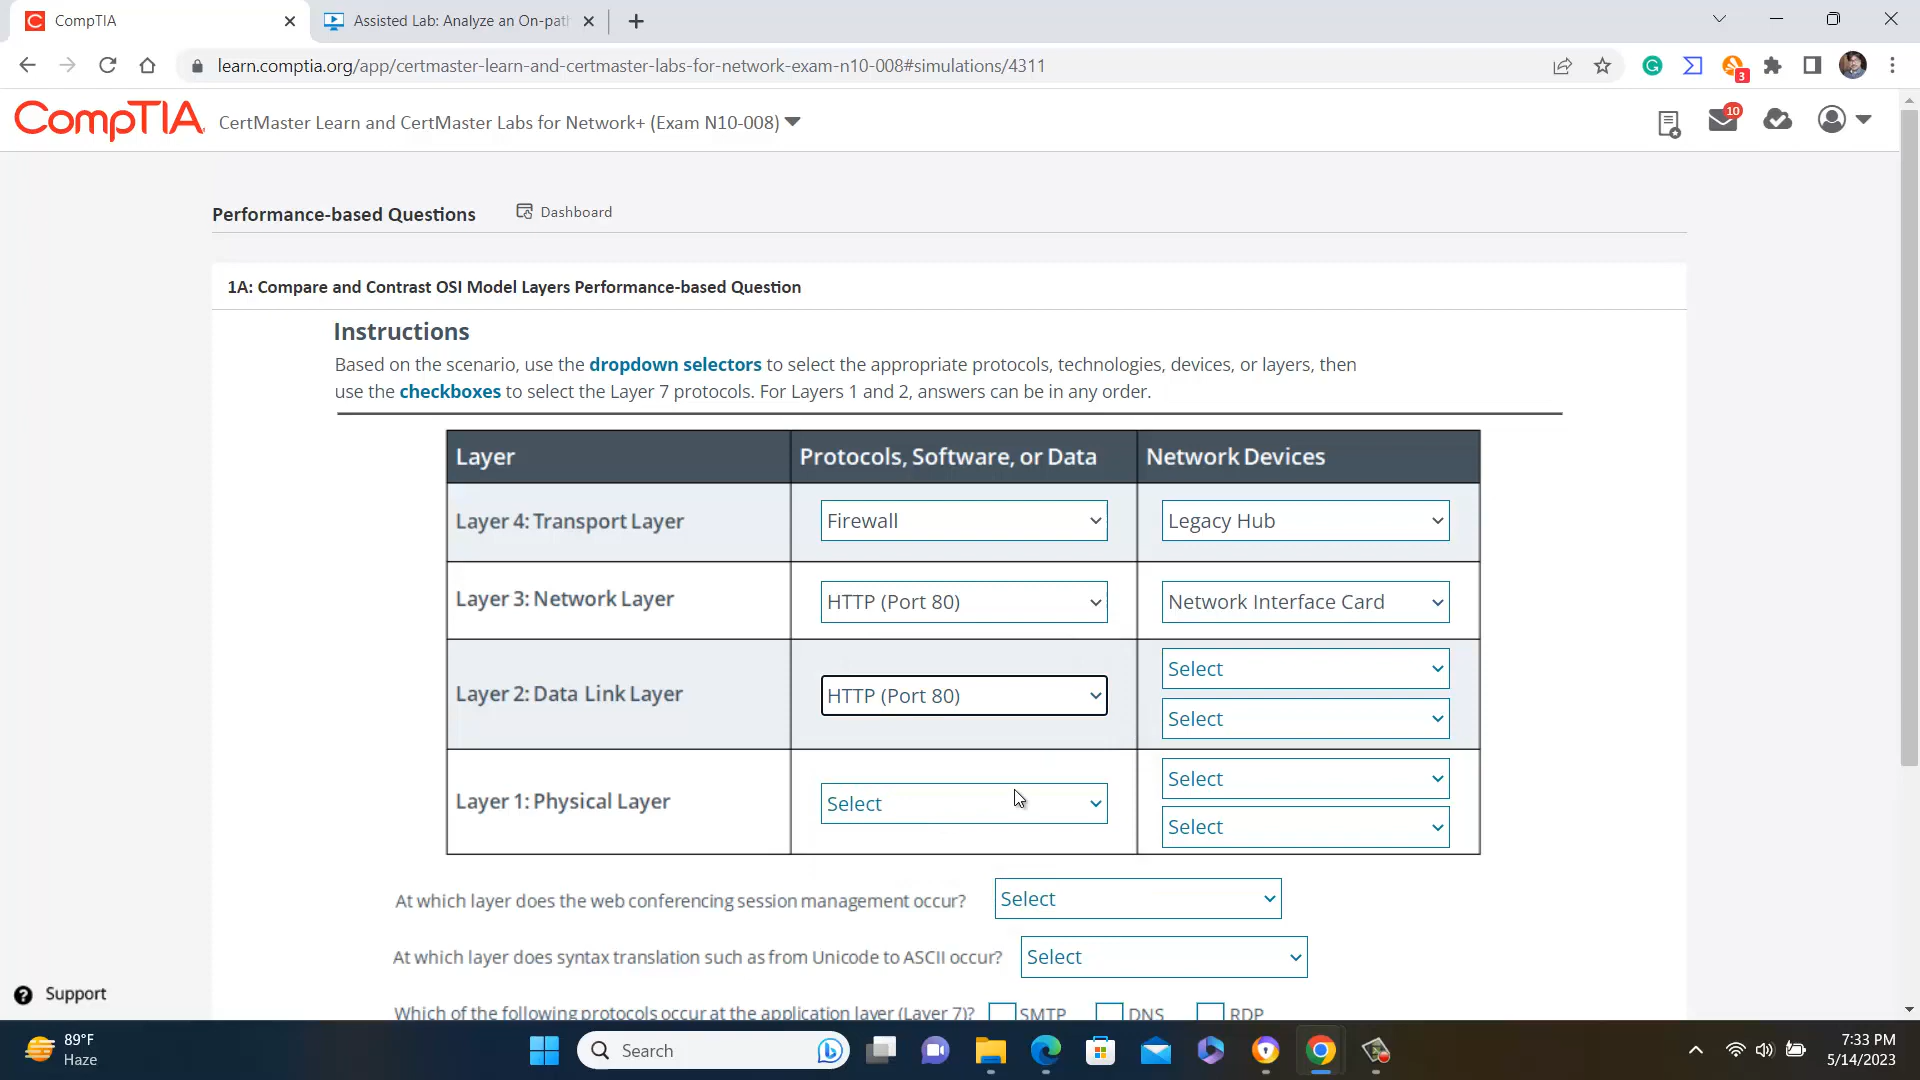 CompTIA
Assisted Lab: Analyze an On-path
learn.comptia.org/app/certmaster-learn-and-certmaster-labs-for-network-exam-n10-008#simulations/4311
3
CompTIA. CertMaster Learn and CertMaster Labs for Network+ (Exam N10-008)
10
Performance-based Questions
Dashboard
1A: Compare and Contrast OSI Model Layers Performance-based Question
Instructions
Based on the scenario, use the dropdown selectors to select the appropriate protocols, technologies, devices, or layers, then
use the checkboxes to select the Layer 7 protocols. For Layers 1 and 2, answers can be in any order.
Layer Protocols, Software, or Data Network Devices
Layer 4: Transport Layer Firewall Legacy Hub
Layer 3: Network Layer HTTP (Port 80) Network Interface Card
Select
Layer 2: Data Link Layer HTTP (Port 80)
Select
Select
Layer 1: Physical Layer Select
Select
At which layer does the web conferencing session management occur? Select
At which layer does syntax translation such as from Unicode to ASCII occur? Select
Which of the following protocols occur at the application layer (Layer 7)? SMTP DNS RDP
Support
89°F
Haze
Search
7:33 PM
5/14/2023